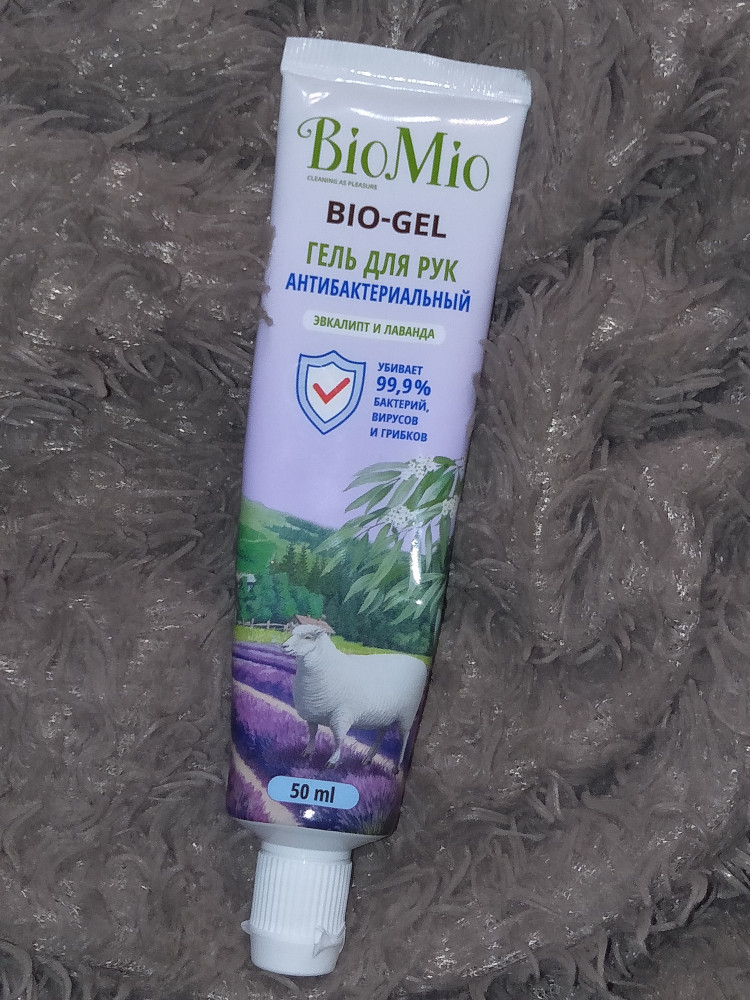 BioMio
CLEANING AS PLEASURE
BIO-GEL
ГЕЛЬ ДЛЯ РУК
АНТИБАКТЕРИАЛЬНЫЙ
ЭВКАЛИПТ И ЛАВАНДА
УБИВАЕТ
99,9%
БАКТЕРИЙ,
ВИРУСОВ
И ГРИБКОВ
50 ml